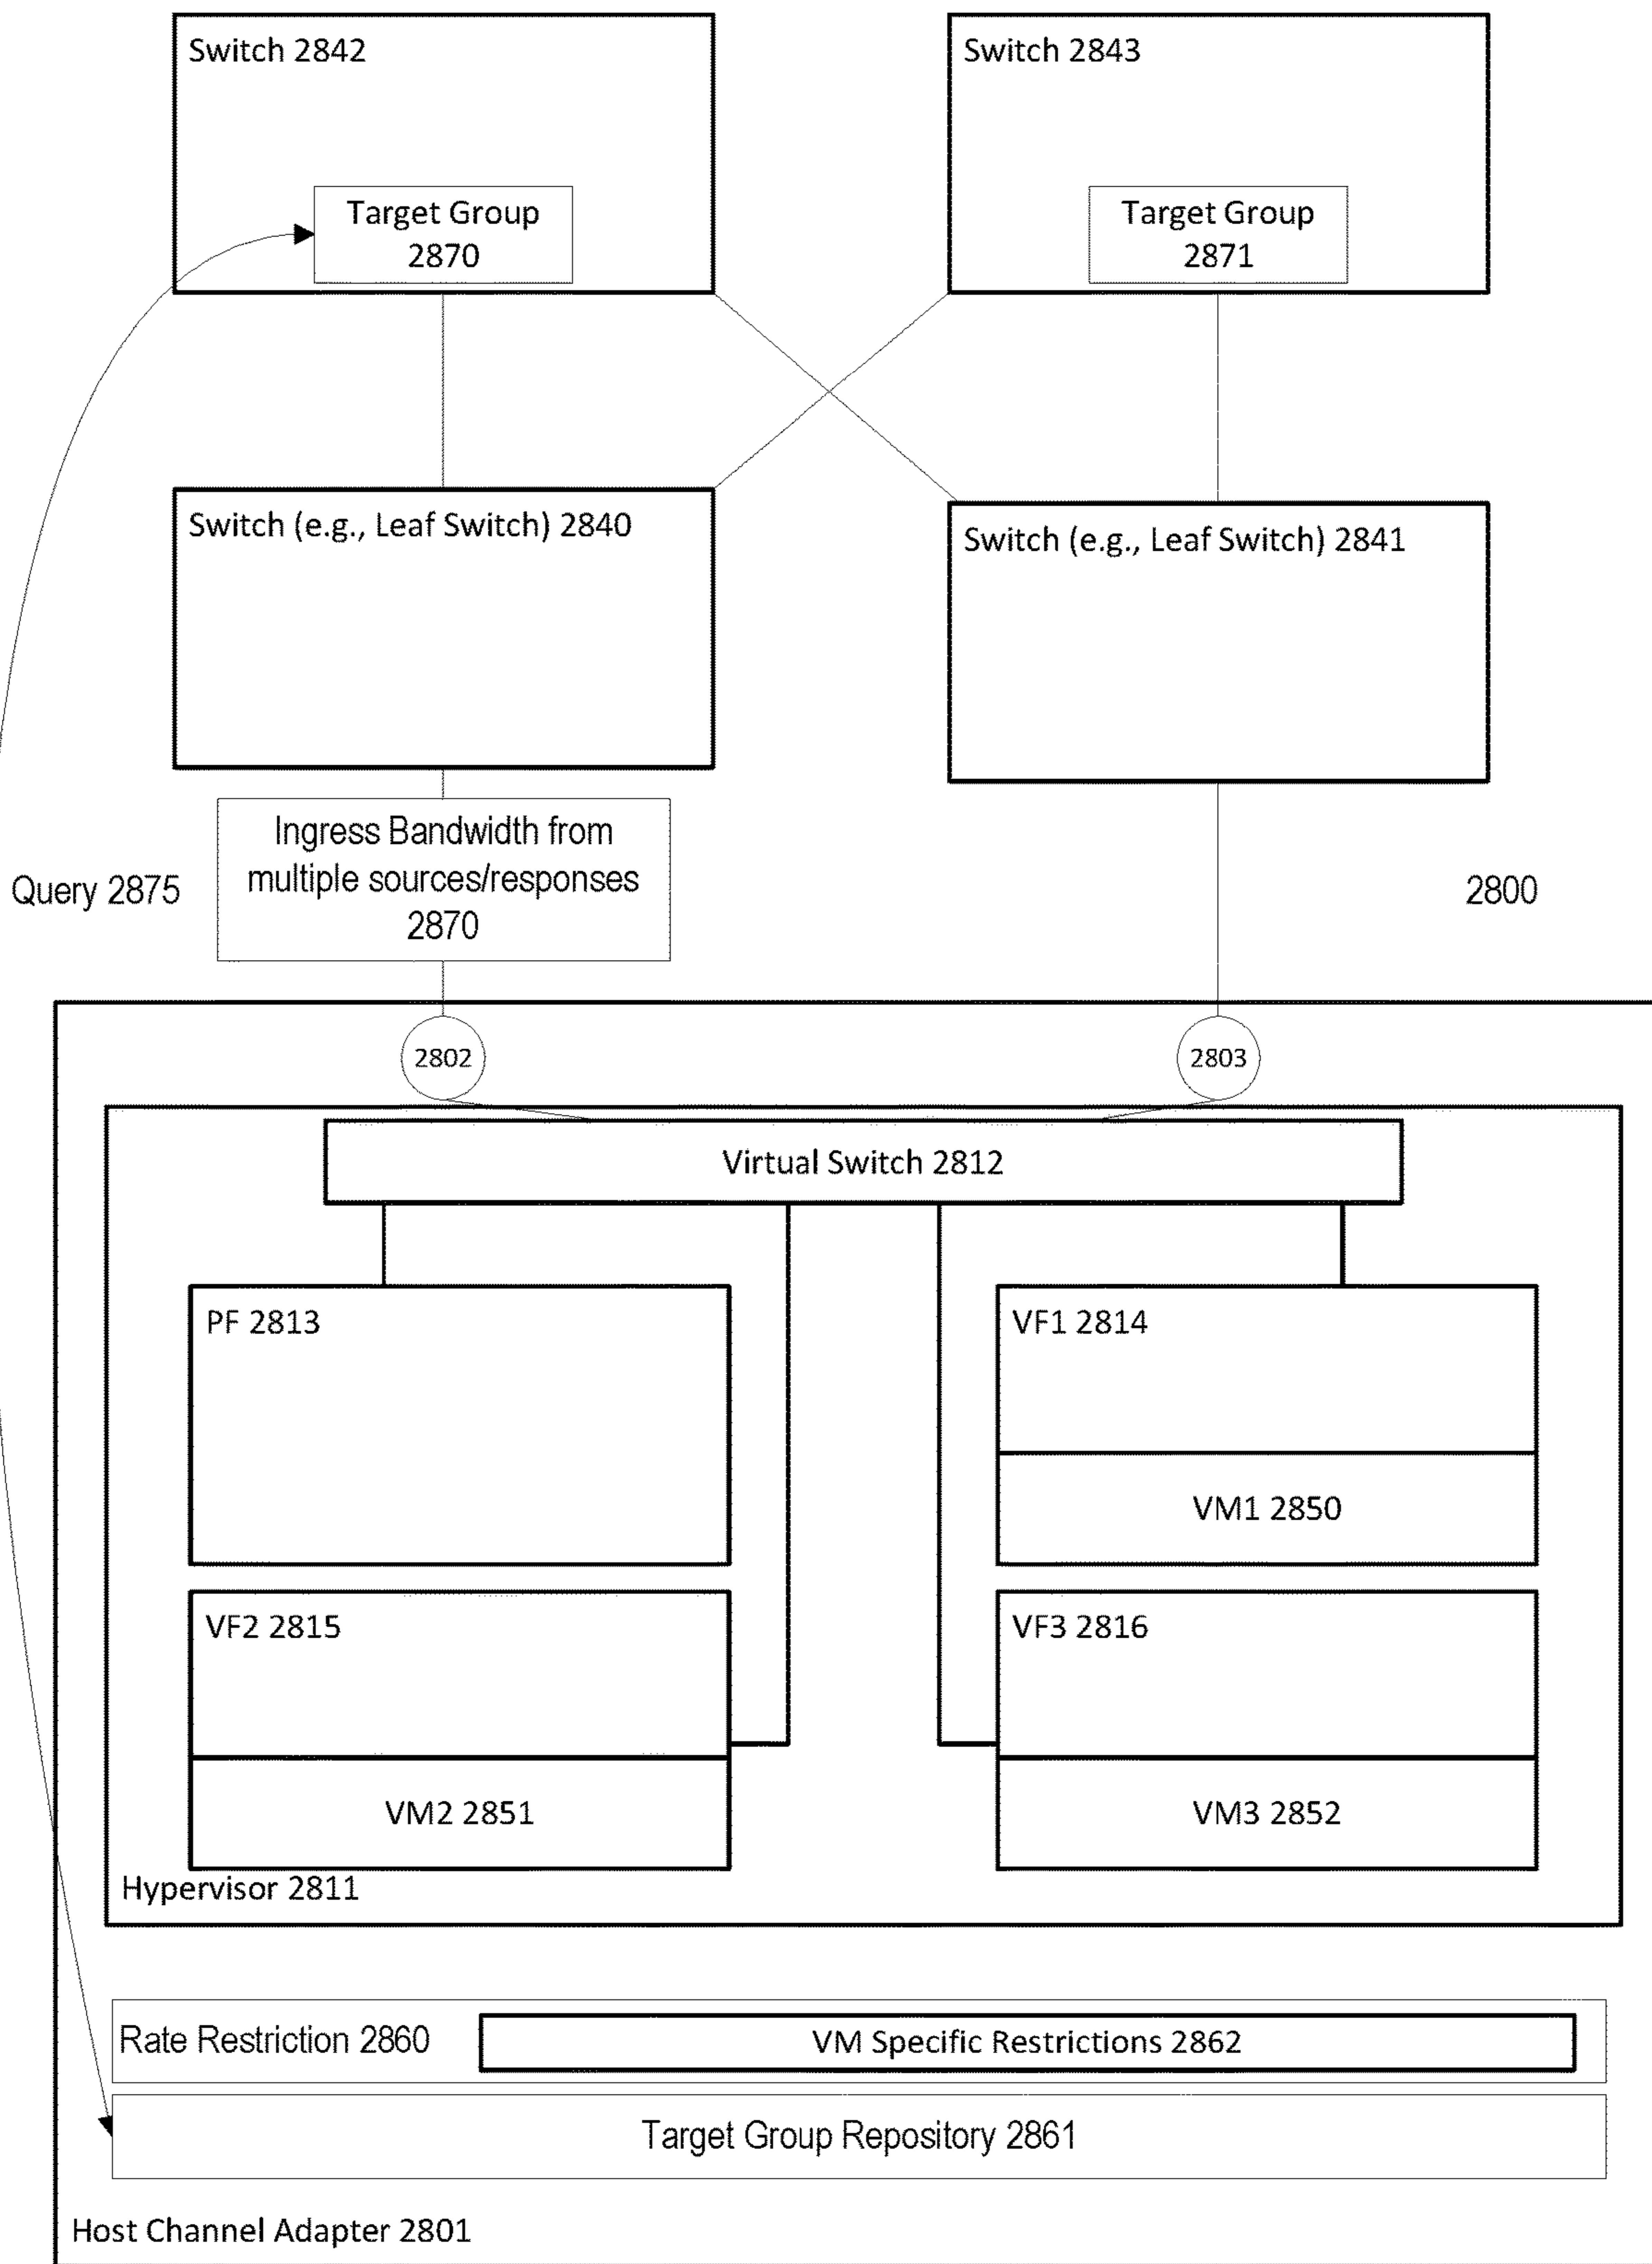 Switch 2842
Switch 2843
Target Group
2870
Target Group
2871
Switch (e.g., Leaf Switch) 2840
Switch (e.g., Leaf Switch) 2841
Ingress Bandwidth from
multiple sources/responses
2870
Query 2875
2800
2802
2803
Virtual Switch 2812
PF 2813
VF1 2814
VM1 2850
VF2 2815
VF3 2816
VM2 2851
VM3 2852
Hypervisor 2811
Rate Restriction 2860
VM Specific Restrictions 2862
Target Group Repository 2861
Host Channel Adapter 2801